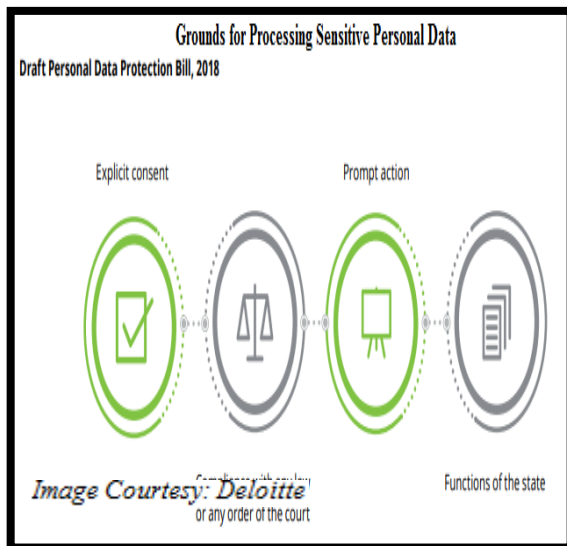 Grounds for Processing Sensitive Personal Data
Draft Personal Data Protection Bill, 2018
Explicit consent
Prompt action
Functions of the state
Image Courtesy: Deloitte
or any order of the court